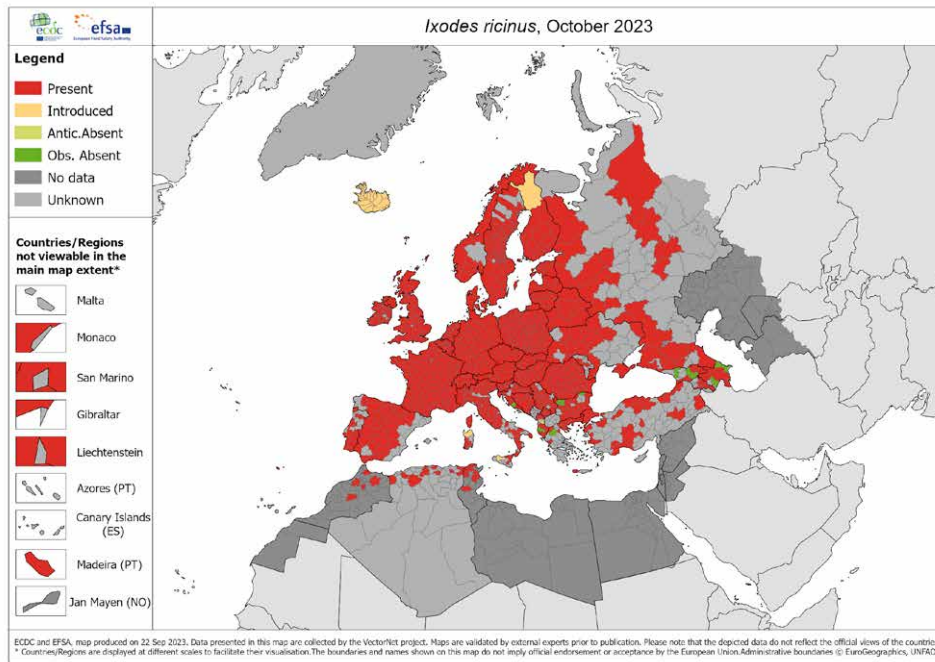 ecdc
efsa
European Food Safety Authority
Ixodes ricinus, October 2023
Legend
Present
Introduced
Antic.Absent
Obs. Absent
No data
Unknown
Countries/Regions
not viewable in the
main map extent*
Malta
Monaco
San Marino
Gibraltar
Liechtenstein
Azores (PT)
Canary Islands
(ES)
Madeira (PT)
Jan Mayen (NO)
ECDC and EFSA, map produced on 22 Sep 2023. Data presented in this map are collected by the VectorNet project. Maps are validated by external experts prior to publication. Please note that the depicted data do not reflect the official views of the countrie
* Countries/Regions are displayed at different scales to facilitate their visualisation.The boundaries and names shown on this map do not imply official endorsement or acceptance by the European Union.Administrative boundaries © EuroGeographics, UNFAO